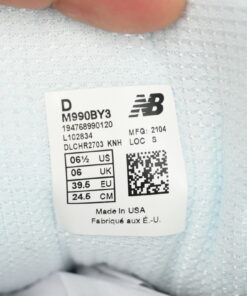 D
M990BY3
194768990120
L102834
DLCHR2703 KNH
NB
MFG: 2104
LOC S
06½ US
06 UK
39.5 EU
24.5 CM
Made In USA
Fabriqué aux É.-U.